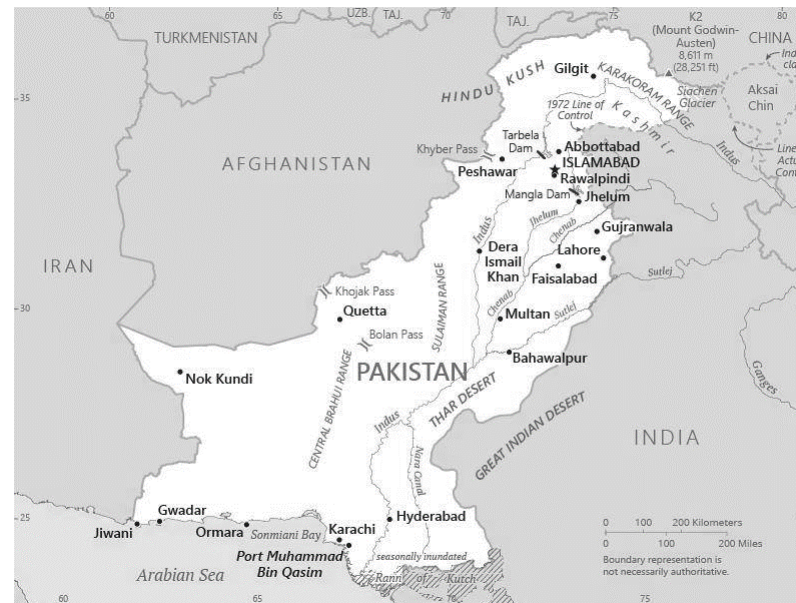 60
65
UZB.
TAJ.
70
TAJ.
75
80
K2
(Mount Godwin-
Austen)
8,611 m
(28,251 ft)
CHINA
TURKMENISTAN
Gilgit
HINDU KUSH
KARAKORAM RANGE
Siachen
Glacier
Aksai
Chin
35
1972 Line of
Control
Kashmir
Indus
Tarbela
Dam
Khyber Pass
Abbottabad
ISLAMABAD
Peshawar
Rawalpindi
AFGHANISTAN
Mangla Dam
Jhelum
Jhelum
Chenab
Gujranwala
Indus
Dera
Ismail
Khan
Lahore
Faisalabad
Sutlej
IRAN
SULAIMAN RANGE
Khojak Pass
Chenab
30
Quetta
Multan
Sutlej
Bolan Pass
Bahawalpur
PAKISTAN
Nok Kundi
CENTRAL BRAHUI RANGE
THAR DESERT
Ganges
Indus
GREAT INDIAN DESERT
INDIA
Nara Canal
25
Gwadar
Jiwani
Ormara
Sonmiani Bay
Karachi
Hyderabad
Port Muhammad
Bin Qasim
seasonally inundated
Rann of Kutch
Arabian Sea
0 100 200 Kilometers
0 100 200 Miles
Boundary representation is
not necessarily authoritative.
60
65
70
75